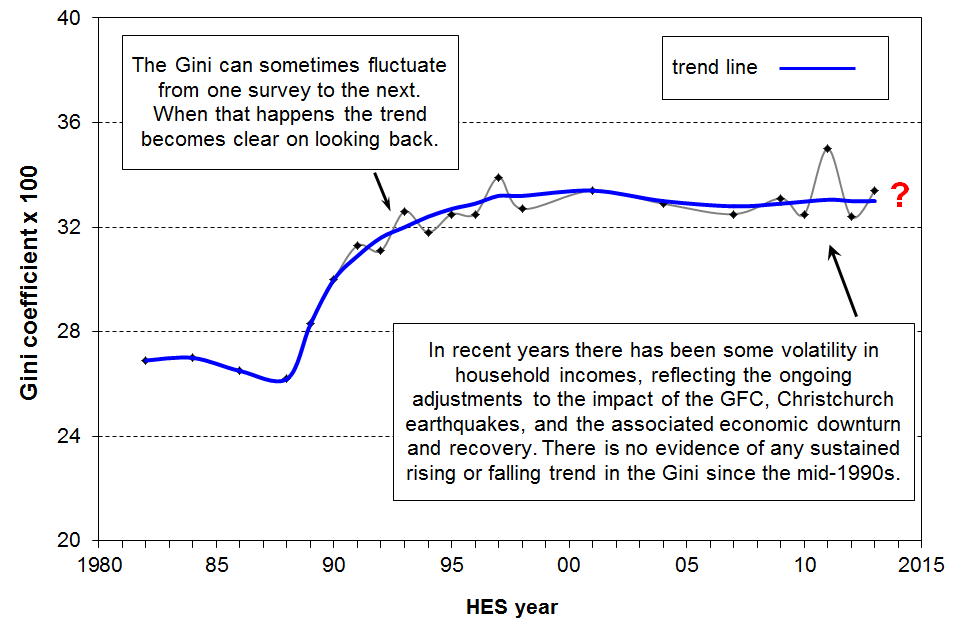 40
36
32
28
24
20
Gini coefficient x 100
The Gini can sometimes fluctuate
from one survey to the next.
When that happens the trend
becomes clear on looking back.
trend line
?
In recent years there has been some volatility in
household incomes, reflecting the ongoing
adjustments to the impact of the GFC, Christchurch
earthquakes, and the associated economic downturn
and recovery. There is no evidence of any sustained
rising or falling trend in the Gini since the mid-1990s.
1980 85 90 95 00 05 10 2015
HES year